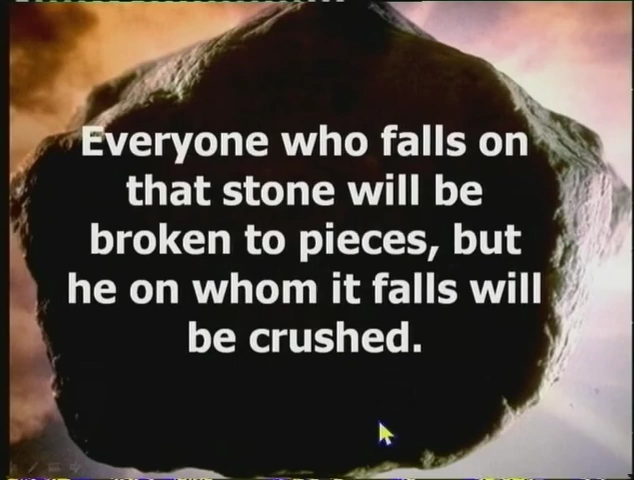 Everyone who falls on
that stone will be
broken to pieces, but
he on whom it falls will
be crushed.